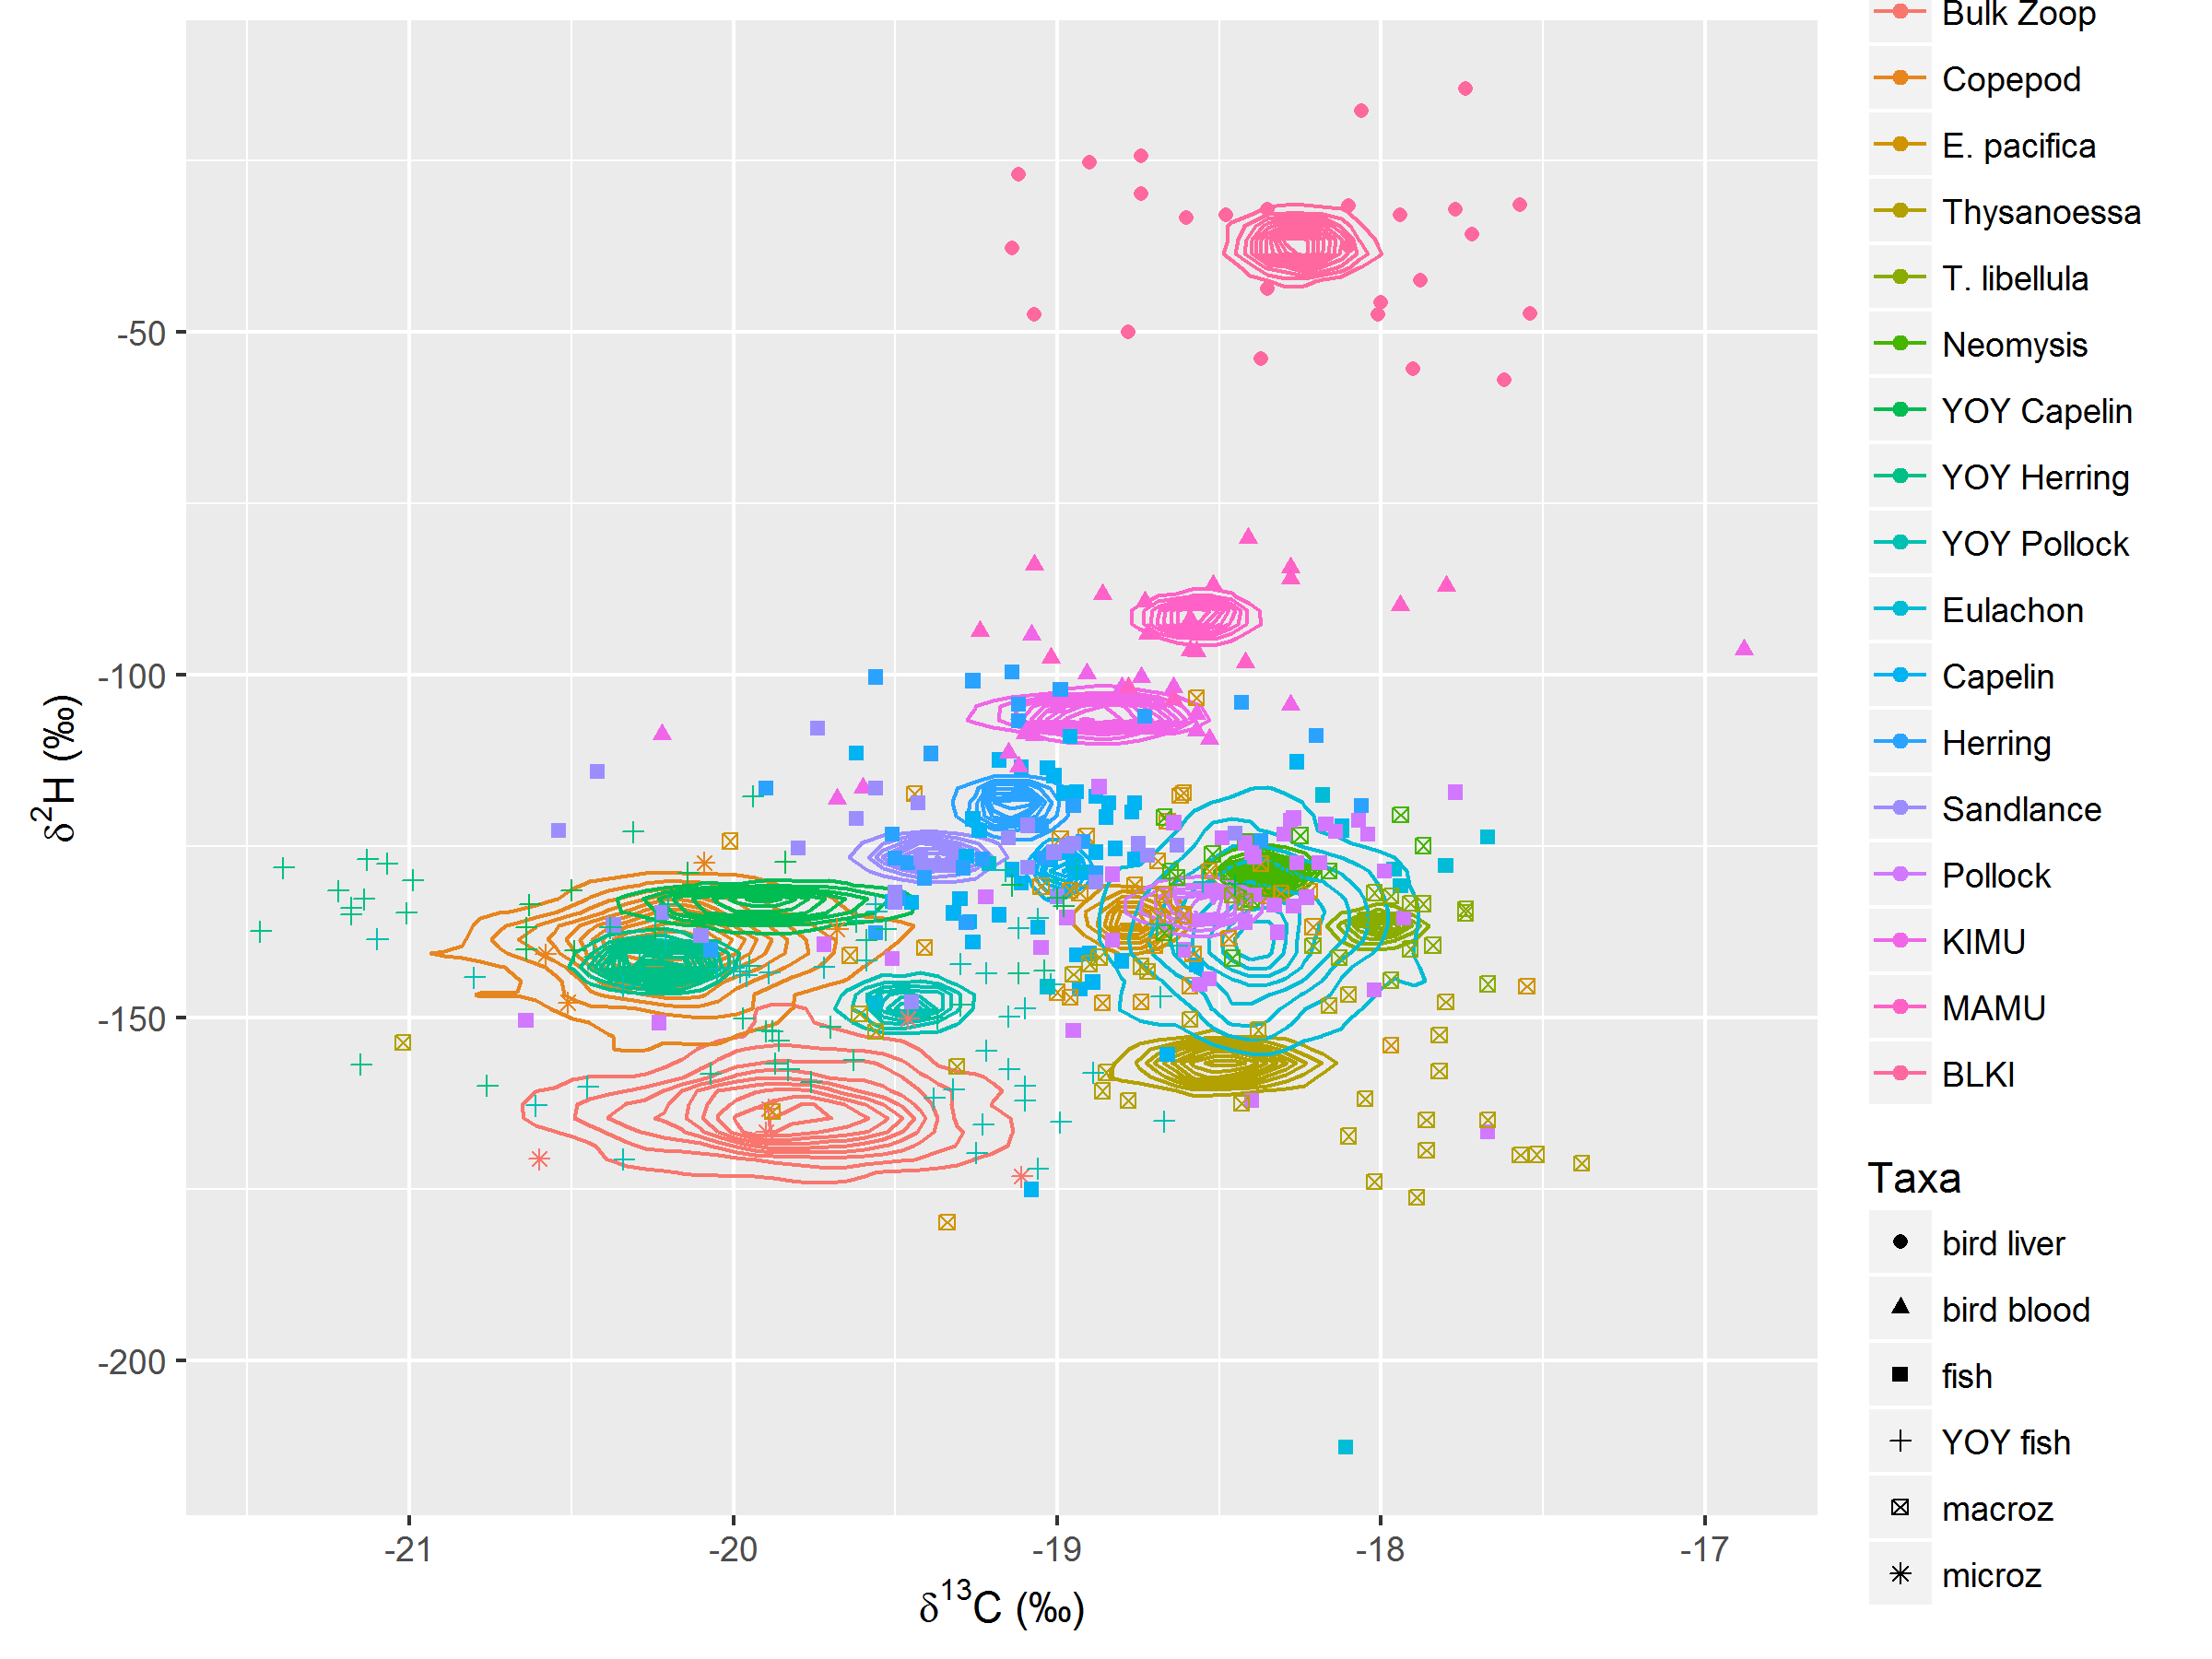 Bulk Zoop
Copepod
E. pacifica
Thysanoessa
T. libellula
Neomysis
YOY Capelin
YOY Herring
YOY Pollock
Eulachon
Capelin
Herring
Sandlance
Pollock
KIMU
MAMU
BLKI
Taxa
bird liver
bird blood
fish
YOY fish
macroz
microz
-50
-100
-150
-200
δ²H (‰)
-21 -20 -19 -18 -17
δ¹³C (‰)